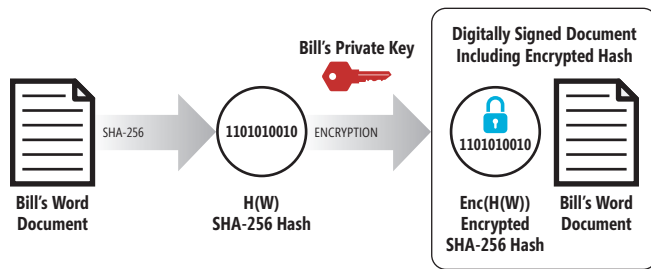 Bill's Private Key
Digitally Signed Document
Including Encrypted Hash
SHA-256
1101010010
ENCRYPTION
1101010010
Bill's Word
Document
H(W)
SHA-256 Hash
Enc(H(W))
Encrypted
SHA-256 Hash
Bill's Word
Document